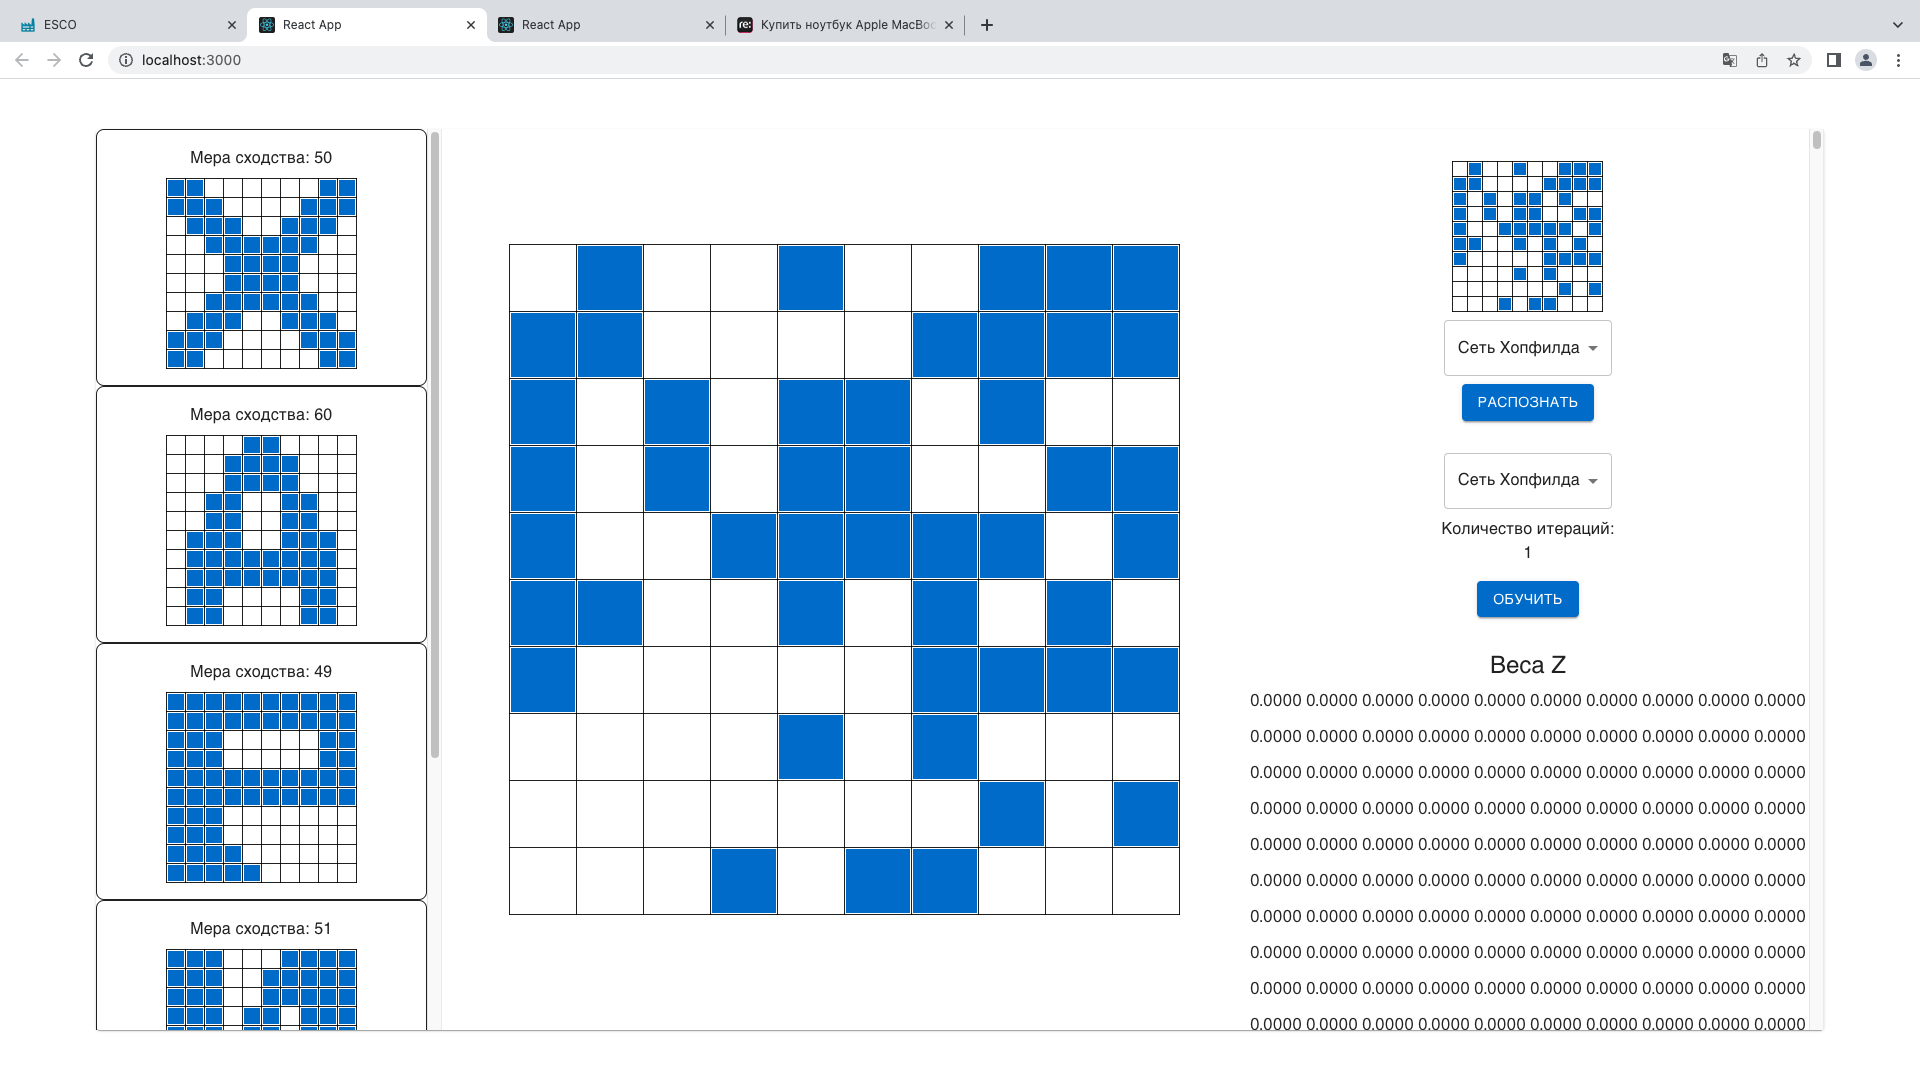 ESCO
React App
React App
Купить ноутбук Apple MacBoo
localhost:3000
Мера сходства: 50
Мера сходства: 60
Мера сходства: 49
Мера сходства: 51
Сеть Хопфилда
РАСПОЗНАТЬ
Сеть Хопфилда
Количество итераций:
1
ОБУЧИТЬ
Веса Z
0.0000 0.0000 0.0000 0.0000 0.0000 0.0000 0.0000 0.0000 0.0000 0.0000
0.0000 0.0000 0.0000 0.0000 0.0000 0.0000 0.0000 0.0000 0.0000 0.0000
0.0000 0.0000 0.0000 0.0000 0.0000 0.0000 0.0000 0.0000 0.0000 0.0000
0.0000 0.0000 0.0000 0.0000 0.0000 0.0000 0.0000 0.0000 0.0000 0.0000
0.0000 0.0000 0.0000 0.0000 0.0000 0.0000 0.0000 0.0000 0.0000 0.0000
0.0000 0.0000 0.0000 0.0000 0.0000 0.0000 0.0000 0.0000 0.0000 0.0000
0.0000 0.0000 0.0000 0.0000 0.0000 0.0000 0.0000 0.0000 0.0000 0.0000
0.0000 0.0000 0.0000 0.0000 0.0000 0.0000 0.0000 0.0000 0.0000 0.0000
0.0000 0.0000 0.0000 0.0000 0.0000 0.0000 0.0000 0.0000 0.0000 0.0000
0.0000 0.0000 0.0000 0.0000 0.0000 0.0000 0.0000 0.0000 0.0000 0.0000